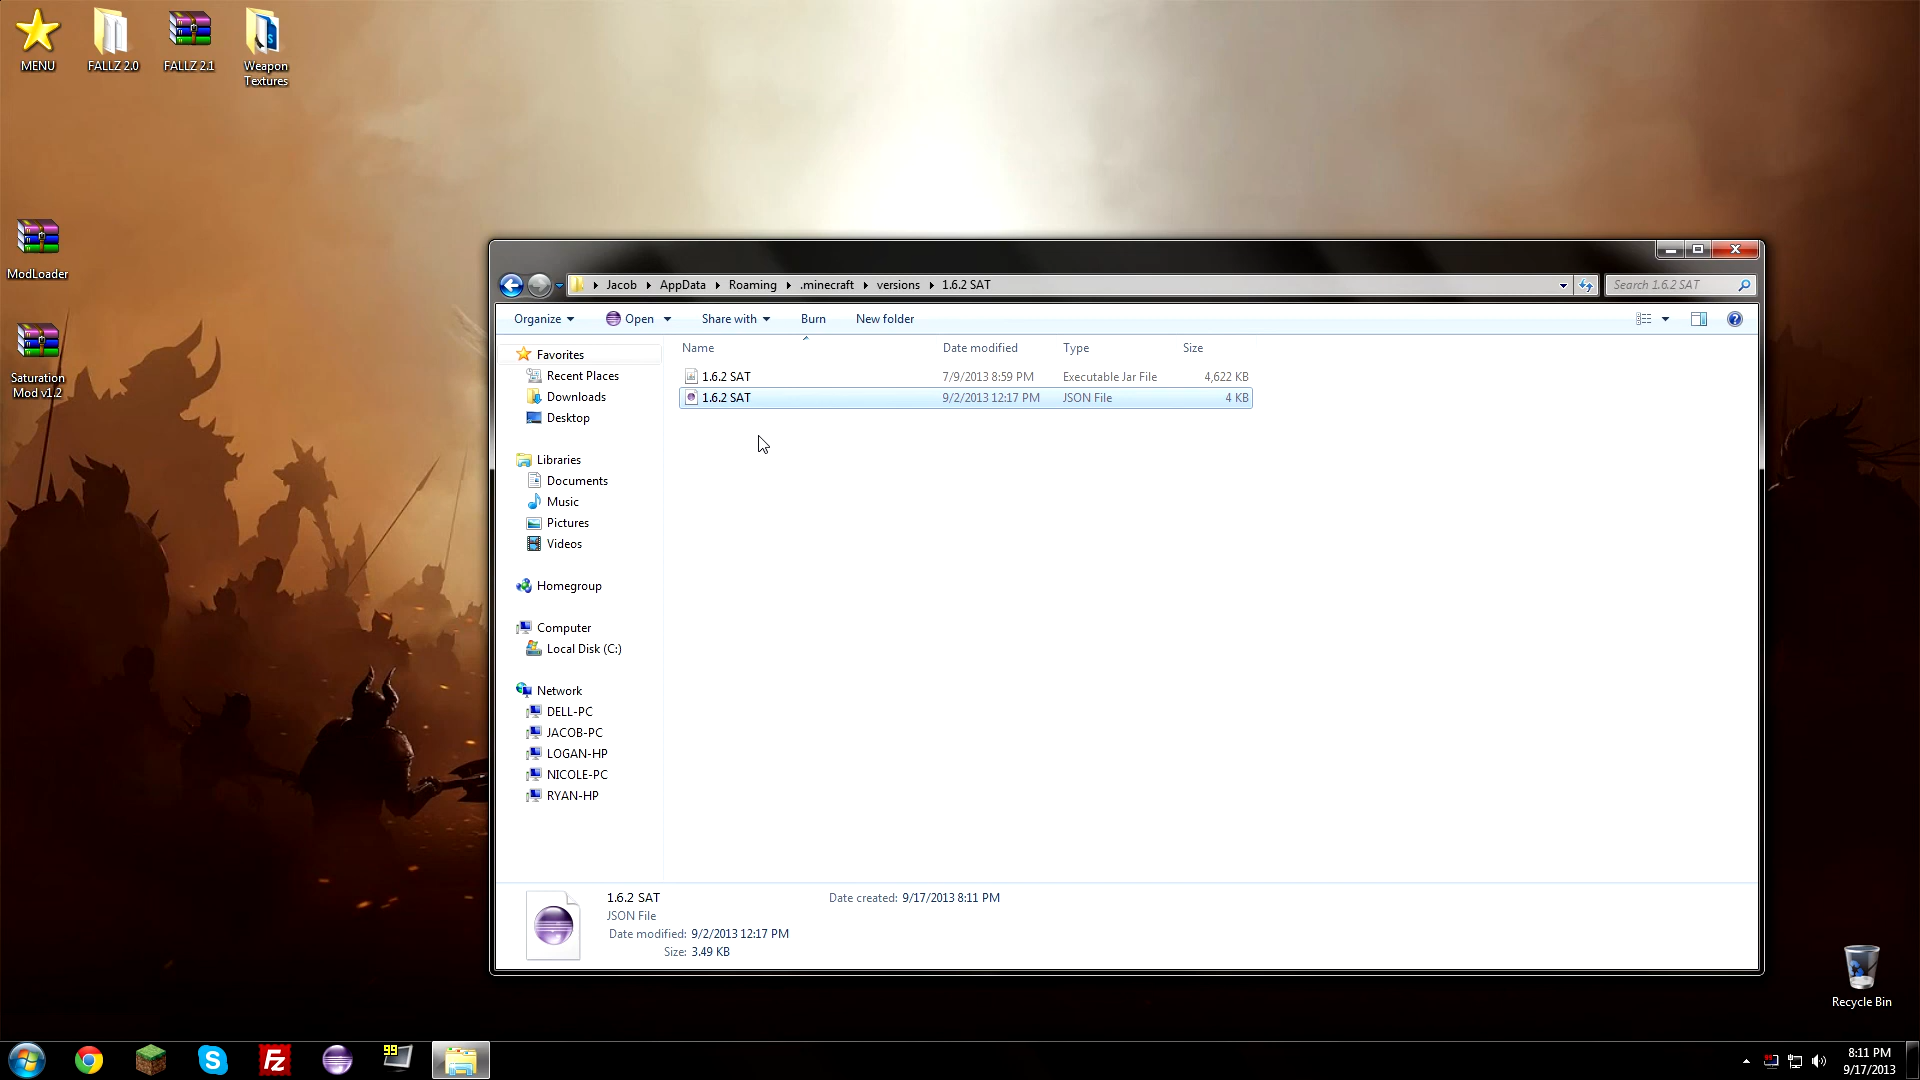 MENU
FALLZ 2.0
FALLZ 2.1
Weapon
Textures
ModLoader
Saturation
Mod v1.2
Jacob
AppData
Roaming
.minecraft
versions
1.6.2 SAT
Search 1.6.2 SAT
Organize
Open
Share with
Burn
New folder
Name
Date modified
Type
Size
1.6.2 SAT 7/9/2013 8:59 PM Executable Jar File 4,622 KB
1.6.2 SAT 9/2/2013 12:17 PM JSON File 4 KB
Favorites
Recent Places
Downloads
Desktop
Libraries
Documents
Music
Pictures
Videos
Homegroup
Computer
Local Disk (C:)
Network
DELL-PC
JACOB-PC
LOGAN-HP
NICOLE-PC
RYAN-HP
1.6.2 SAT
JSON File
Date modified: 9/2/2013 12:17 PM
Size: 3.49 KB
Date created: 9/17/2013 8:11 PM
Recycle Bin
99
8:11 PM
9/17/2013